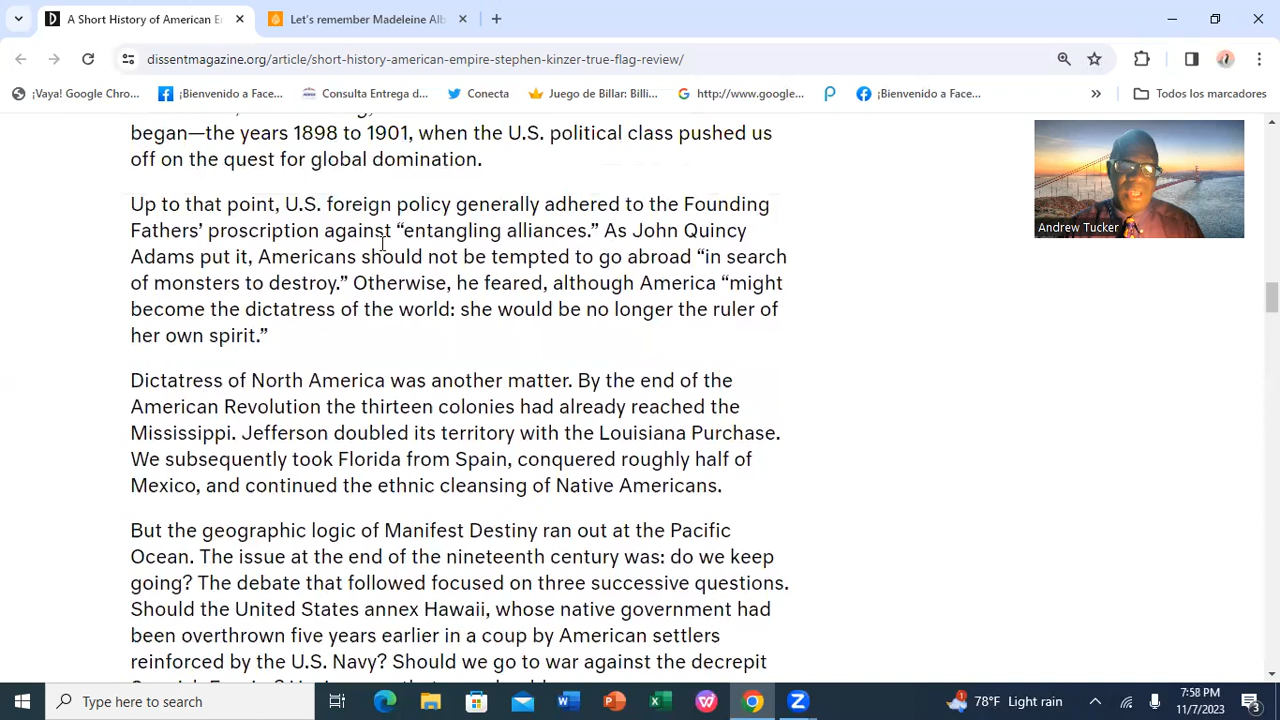 A Short History of American E
Let's remember Madeleine Alb
dissentmagazine.org/article/short-history-american-empire-stephen-kinzer-true-flag-review/
¡Vaya! Google Chro...
¡Bienvenido a Face...
Consulta Entrega d...
Conecta
Juego de Billar: Billi...
http://www.google...
¡Bienvenido a Face...
Todos los marcadores
began—the years 1898 to 1901, when the U.S. political class pushed us
off on the quest for global domination.
Up to that point, U.S. foreign policy generally adhered to the Founding
Fathers’ proscription against “entangling alliances.” As John Quincy
Adams put it, Americans should not be tempted to go abroad “in search
of monsters to destroy.” Otherwise, he feared, although America “might
become the dictatress of the world: she would be no longer the ruler of
her own spirit.”
Dictatress of North America was another matter. By the end of the
American Revolution the thirteen colonies had already reached the
Mississippi. Jefferson doubled its territory with the Louisiana Purchase.
We subsequently took Florida from Spain, conquered roughly half of
Mexico, and continued the ethnic cleansing of Native Americans.
But the geographic logic of Manifest Destiny ran out at the Pacific
Ocean. The issue at the end of the nineteenth century was: do we keep
going? The debate that followed focused on three successive questions.
Should the United States annex Hawaii, whose native government had
been overthrown five years earlier in a coup by American settlers
reinforced by the U.S. Navy? Should we go to war against the decrepit
Andrew Tucker
Type here to search
78°F Light rain
7:58 PM
11/7/2023
3